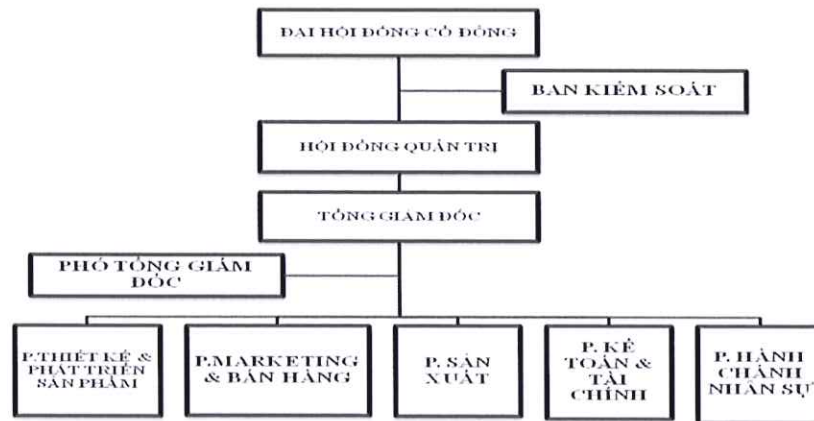 ĐẠI HỘI ĐỒNG CỔ ĐÔNG
BAN KIỂM SOÁT
HỘI ĐỒNG QUẢN TRỊ
TỔNG GIÁM ĐỐC
PHÓ TỔNG GIÁM
ĐỐC
P.THIẾT KẾ &
PHÁT TRIỂN
SẢN PHẨM
P.MARKETING
& BÁN HÀNG
P. SẢN
XUẤT
P. KẾ
TOÁN &
TÀI
CHÍNH
P. HÀNH
CHÁNH
NHÂN SỰ